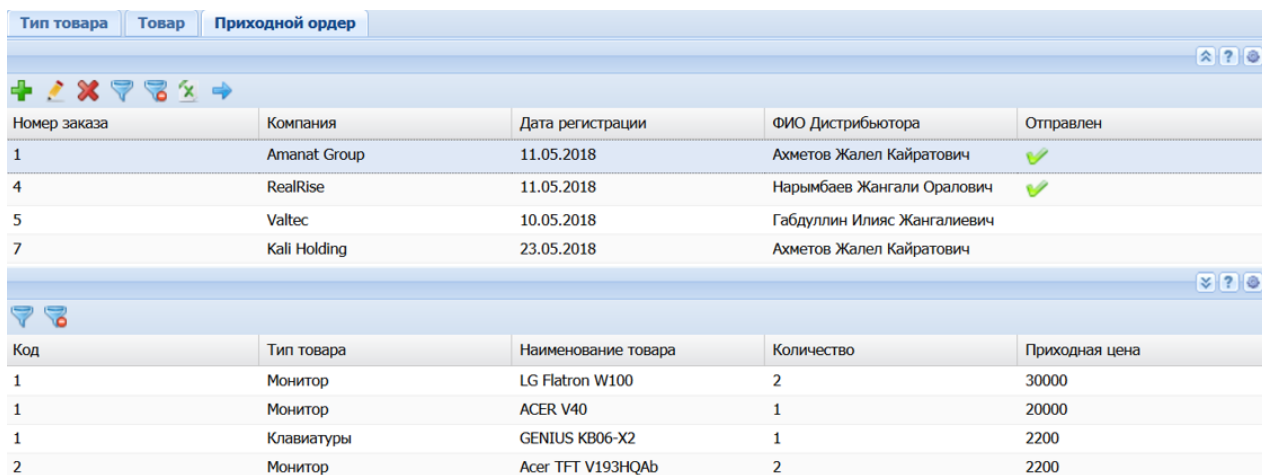 Тип товара Товар Приходной ордер
Номер заказа Компания Дата регистрации ФИО Дистрибьютора Отправлен
1 Amanat Group 11.05.2018 Ахметов Жалел Кайратович
4 RealRise 11.05.2018 Нарымбаев Жангали Оралович
5 Valtec 10.05.2018 Габдуллин Илияс Жангалиевич
7 Kali Holding 23.05.2018 Ахметов Жалел Кайратович
Код Тип товара Наименование товара Количество Приходная цена
1 Монитор LG Flatron W100 2 30000
1 Монитор ACER V40 1 20000
1 Клавиатуры GENIUS KB06-X2 1 2200
2 Монитор Acer TFT V193HQAb 2 2200